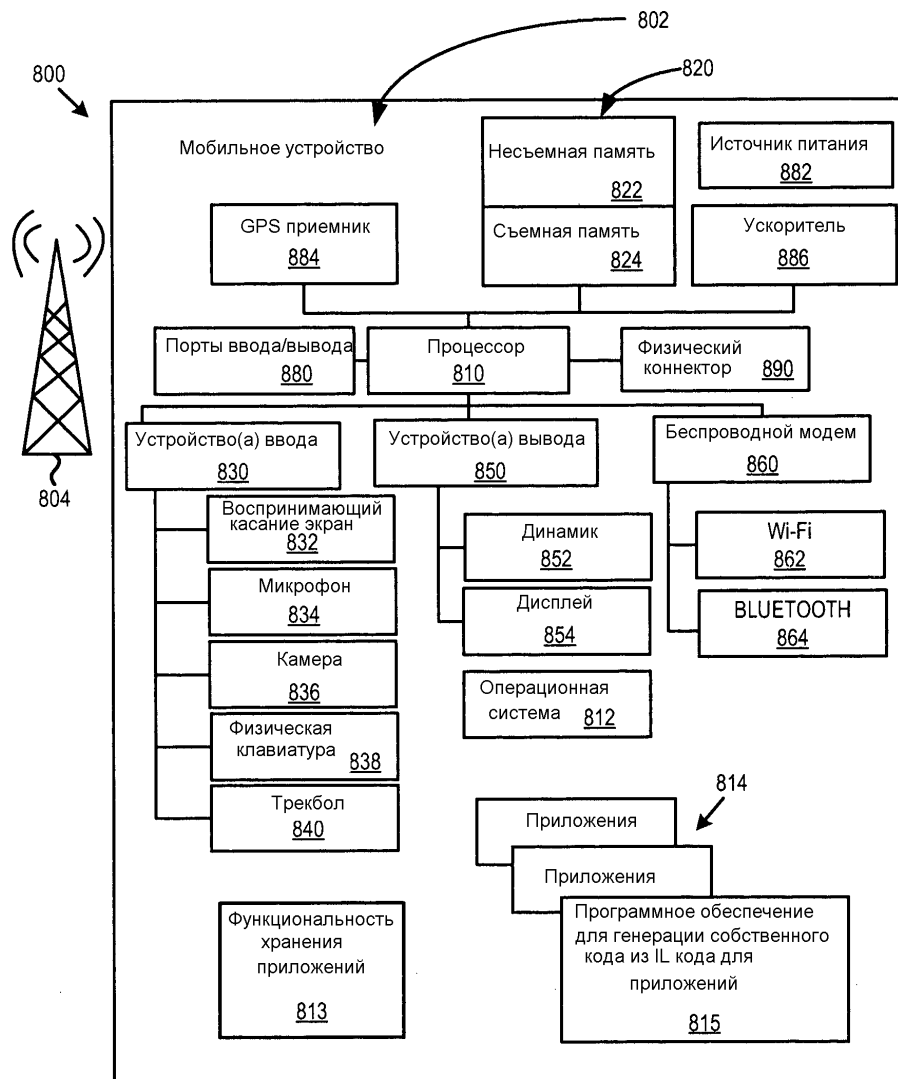 802
800
820
Мобильное устройство
Несъемная память
822
Источник питания
882
GPS приемник
884
Съемная память
824
Ускоритель
886
Порты ввода/вывода
880
Процессор
810
Физический
коннектор 890
Устройство(а) ввода
830
Устройство(а) вывода
850
Беспроводной модем
860
804
Воспринимающий
касание экран
832
Микрофон
834
Камера
836
Физическая
клавиатура 838
Трекбол
840
Динамик
852
Дисплей
854
Операционная
система 812
Wi-Fi
862
BLUETOOTH
864
814
Приложения
Приложения
Программное обеспечение
для генерации собственного
кода из IL кода для
приложений
815
Функциональность
хранения
приложений
813